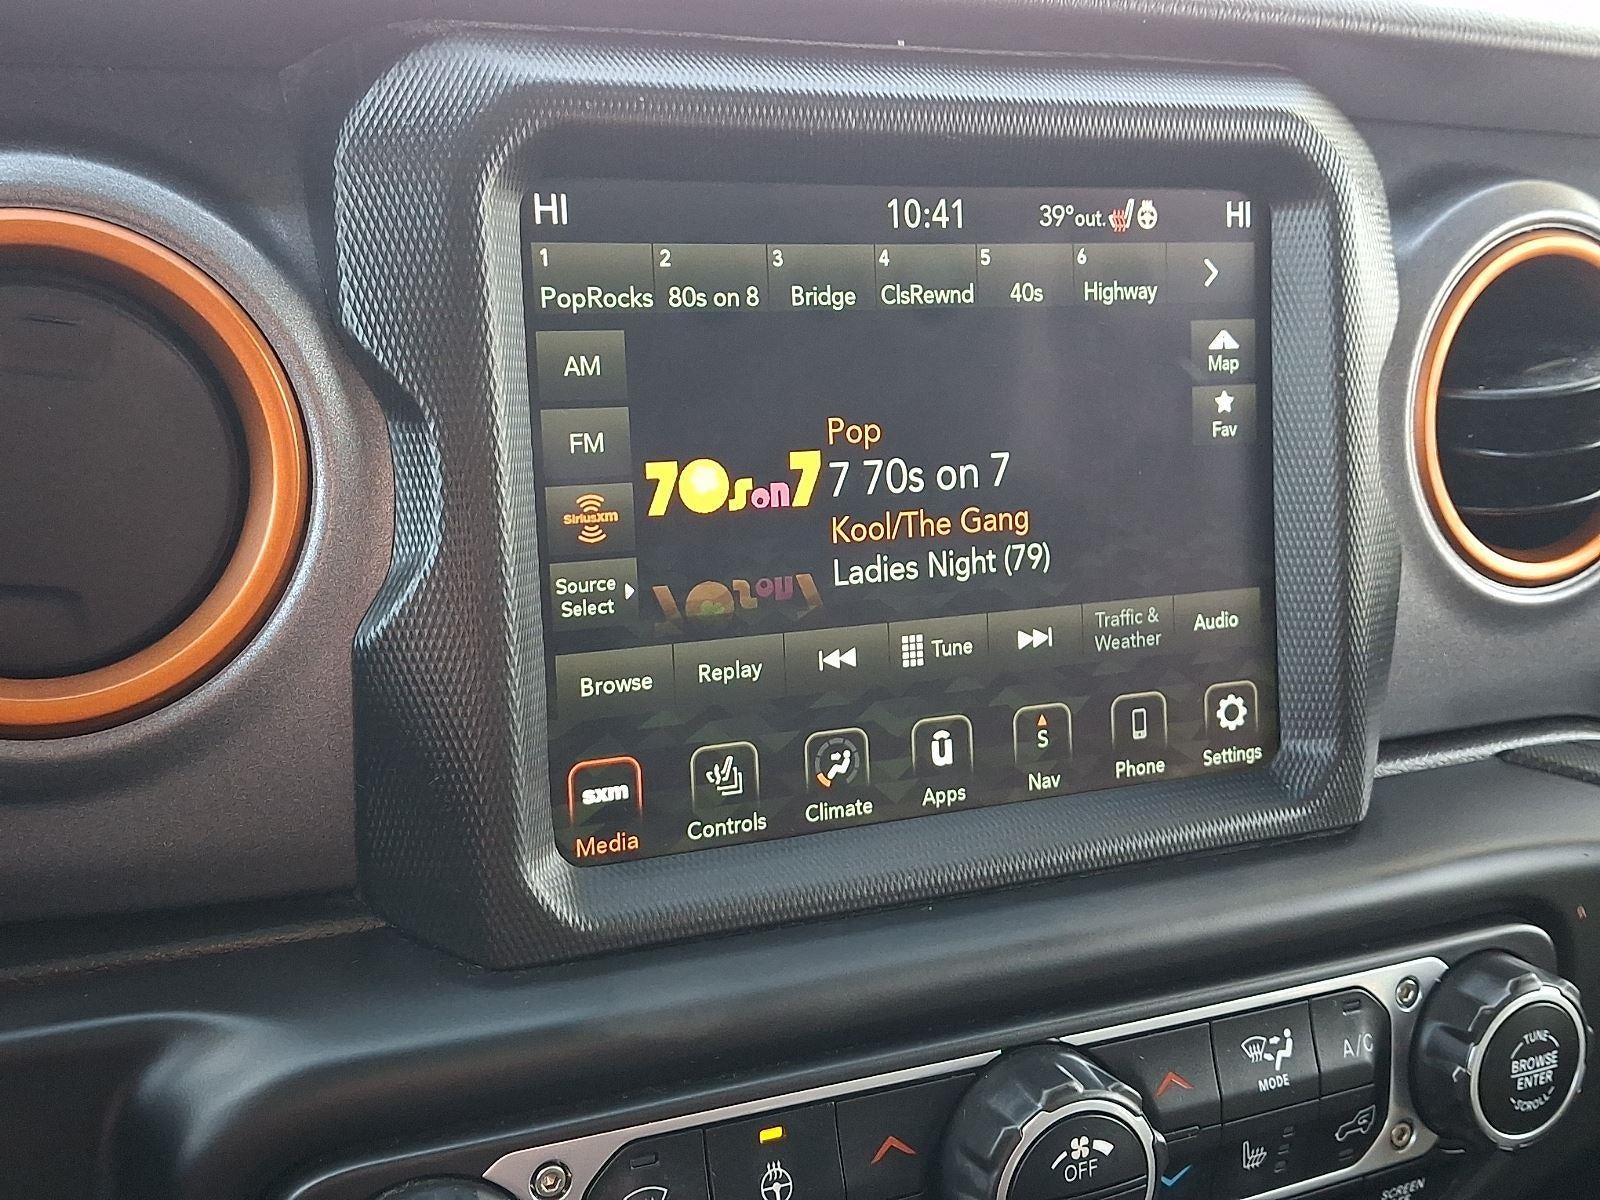 HI 10:41 39°out. HI
1 2 3 4 5 6
PopRocks 80s on 8 Bridge ClsRewnd 40s Highway
AM
Map
FM
Fav
Pop
70s on 7
7 70s on 7
SiriusXm
Kool/The Gang
Ladies Night (79)
Source
Select
Browse Replay Tune Traffic &
Weather
Audio
sxm
Media
Controls
Climate
ū
Apps
S
Nav
Phone
Settings
MODE
A/C
TUNE
BROWSE
ENTER
SCROLL
OFF
SCREEN